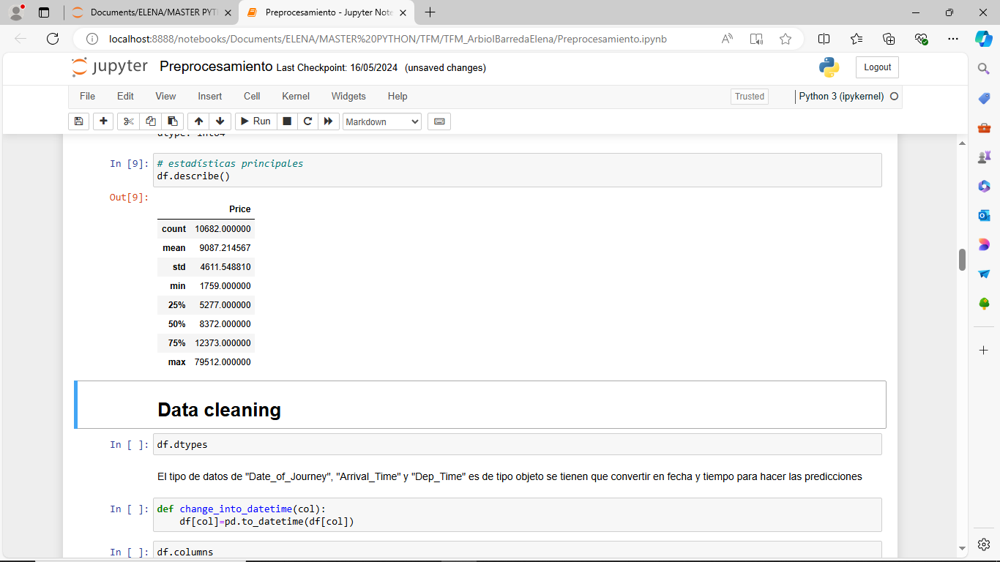 Documents/ELENA/MASTER PYT
Preprocesamiento - Jupyter Note
localhost:8888/notebooks/Documents/ELENA/MASTER%20PYTHON/TFM/TFM_ArbiolBarredaElena/Preprocesamiento.ipynb
jupyter Preprocesamiento Last Checkpoint: 16/05/2024 (unsaved changes)
Logout
File Edit View Insert Cell Kernel Widgets Help
Trusted
Python 3 (ipykernel)
Run
Markdown
dtype: int64
In [9]: # estadísticas principales
df.describe()
Out[9]:
Price
count 10682.000000
mean 9087.214567
std 4611.548810
min 1759.000000
25% 5277.000000
50% 8372.000000
75% 12373.000000
max 79512.000000
Data cleaning
In [ ]: df.dtypes
El tipo de datos de "Date_of_Journey", "Arrival_Time" y "Dep_Time" es de tipo objeto se tienen que convertir en fecha y tiempo para hacer las predicciones
In [ ]: def change_into_datetime(col):
df[col]=pd.to_datetime(df[col])
In [ ]: df.columns